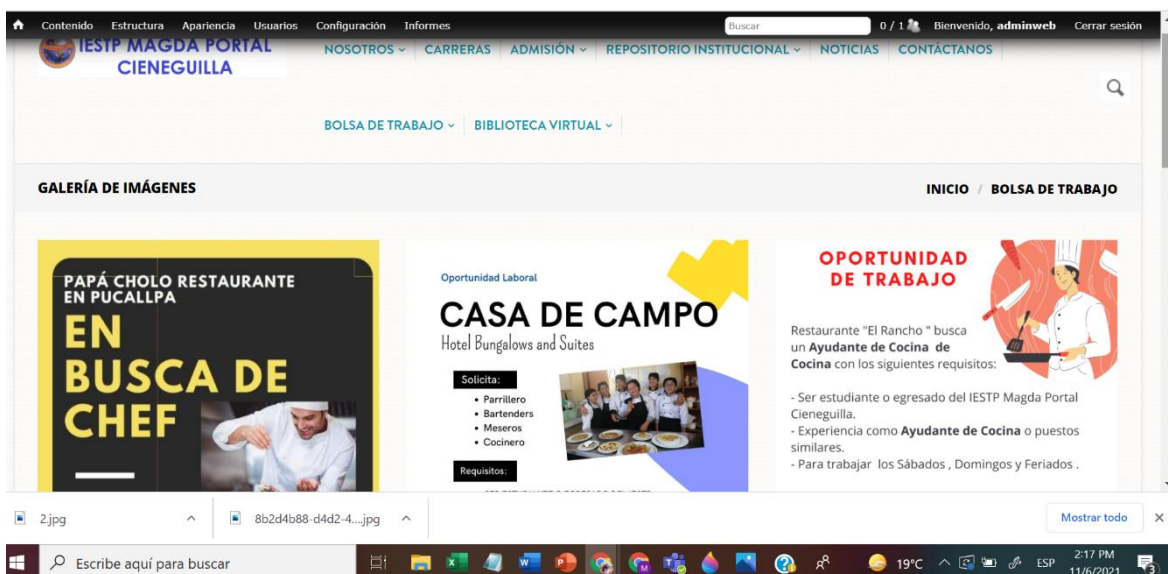 Contenido Estructura Apariencia Usuarios Configuración Informes Buscar 0 / 1 Bienvenido, adminweb Cerrar sesión
IESTP MAGDA PORTAL
CIENEGUILLA
NOSOTROS CARRERAS ADMISIÓN REPOSITORIO INSTITUCIONAL NOTICIAS CONTÁCTANOS
BOLSA DE TRABAJO BIBLIOTECA VIRTUAL
GALERÍA DE IMÁGENES
INICIO / BOLSA DE TRABAJO
PAPÁ CHOLO RESTAURANTE
EN PUCALLPA
EN
BUSCA DE
CHEF
Oportunidad Laboral
CASA DE CAMPO
Hotel Bungalows and Suites
Solicita:
• Parrillero
• Bartenders
• Meseros
• Cocinero
Requisitos:
OPORTUNIDAD
DE TRABAJO
Restaurante "El Rancho " busca
un Ayudante de Cocina de
Cocina con los siguientes requisitos:
- Ser estudiante o egresado del IESTP Magda Portal
Cieneguilla.
- Experiencia como Ayudante de Cocina o puestos
similares.
- Para trabajar los Sábados , Domingos y Feriados .
2.jpg
8b2d4b88-d4d2-4....jpg
Mostrar todo
Escribe aquí para buscar
19°C
ESP
2:17 PM
11/6/2021